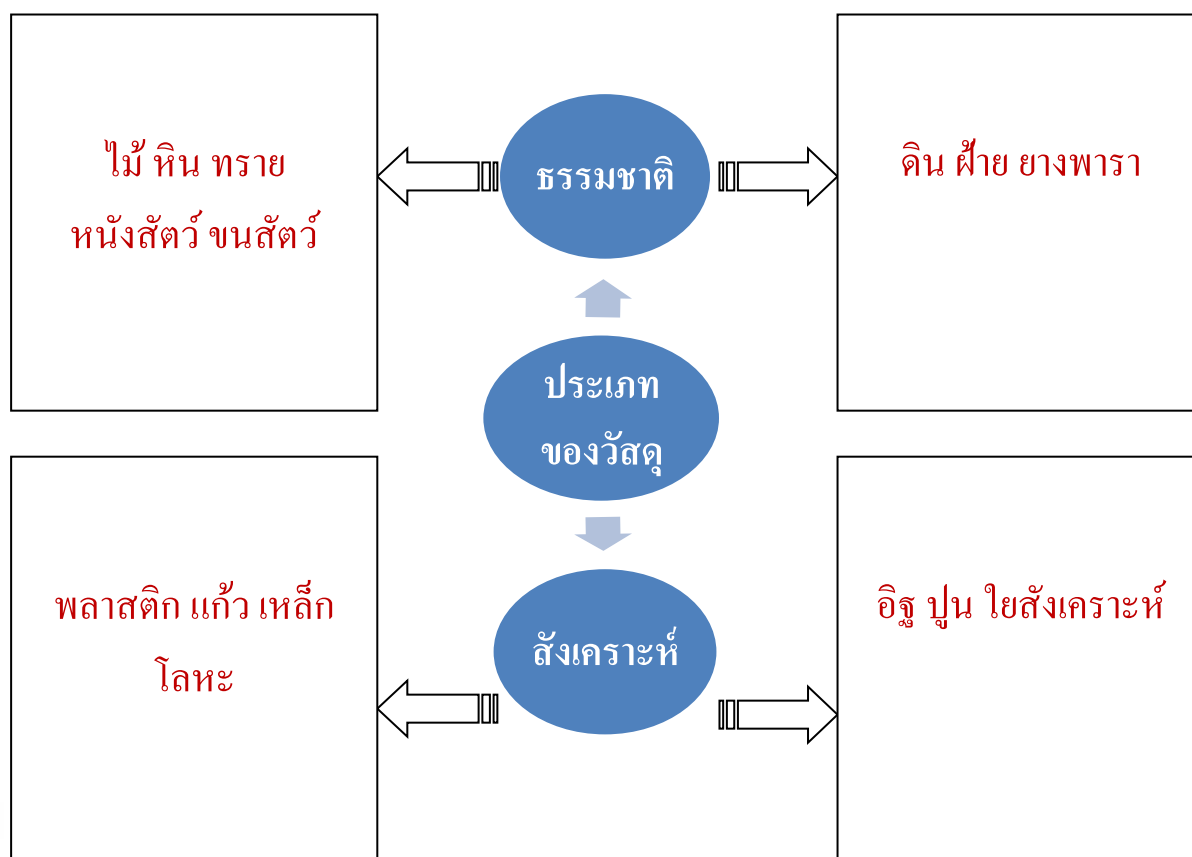 ไม้ หิน ทราย
หนังสัตว์ ขนสัตว์
ธรรมชาติ
ดิน ฝ้าย ยางพารา
ประเภท
ของวัสดุ
พลาสติก แก้ว เหล็ก
โลหะ
สังเคราะห์
อิฐ ปูน ใยสังเคราะห์